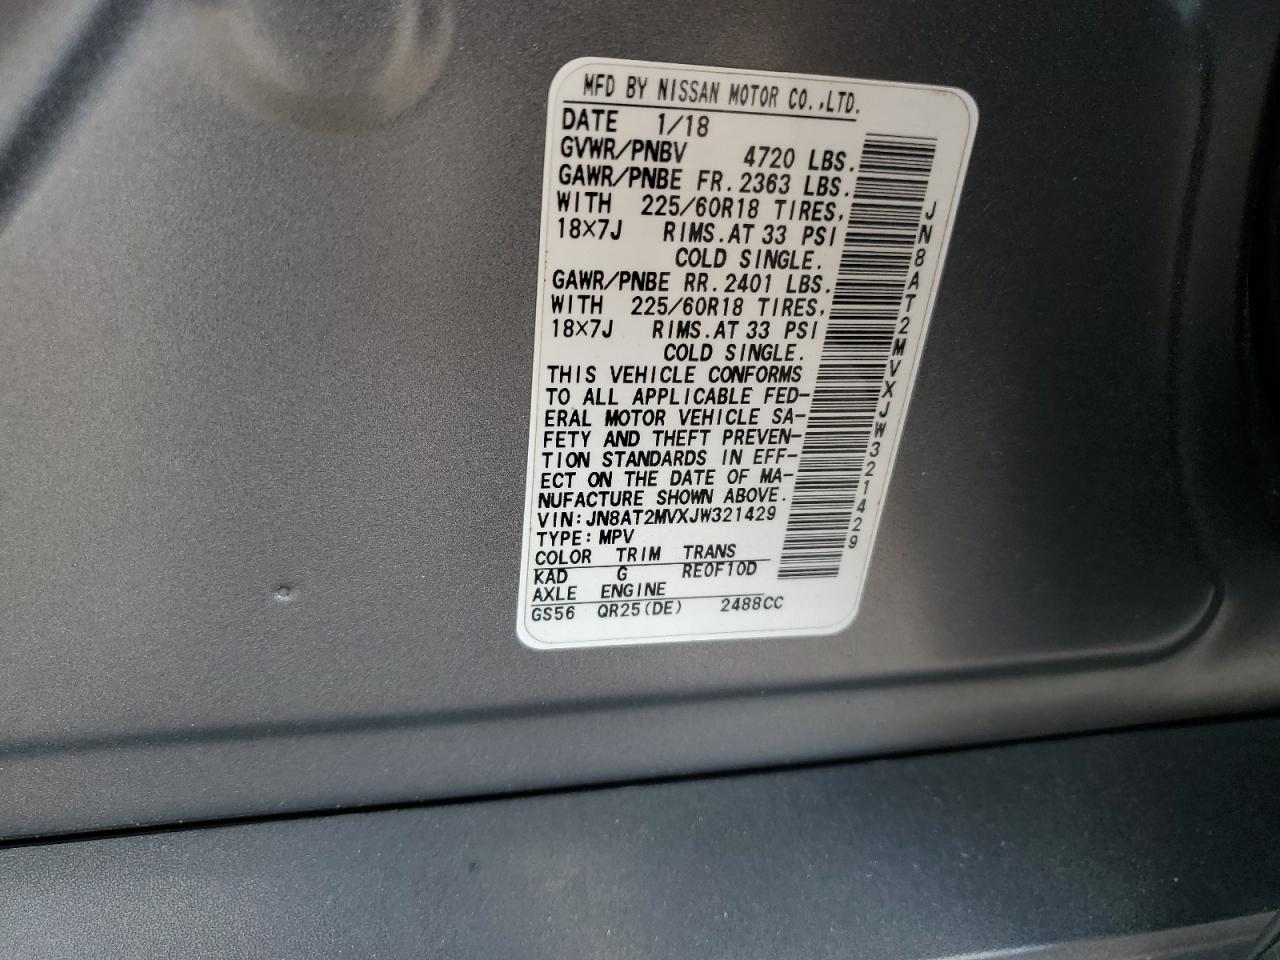 MFD BY NISSAN MOTOR CO.,LTD.
DATE 1/18
GVWR/PNBV 4720 LBS.
GAWR/PNBE FR. 2363 LBS.
WITH 225/60R18 TIRES,
18×7J RIMS.AT 33 PSI
COLD SINGLE.
GAWR/PNBE RR. 2401 LBS.
WITH 225/60R18 TIRES,
18×7J RIMS.AT 33 PSI
COLD SINGLE.
THIS VEHICLE CONFORMS
TO ALL APPLICABLE FED-
ERAL MOTOR VEHICLE SA-
FETY AND THEFT PREVEN-
TION STANDARDS IN EFF-
ECT ON THE DATE OF MA-
NUFACTURE SHOWN ABOVE.
VIN:JN8AT2MVXJW321429
TYPE:MPV
COLOR TRIM TRANS
KAD G RE0F10D
AXLE ENGINE
GS56 QR25(DE) 2488CC
JN8AT2MVXJW321429